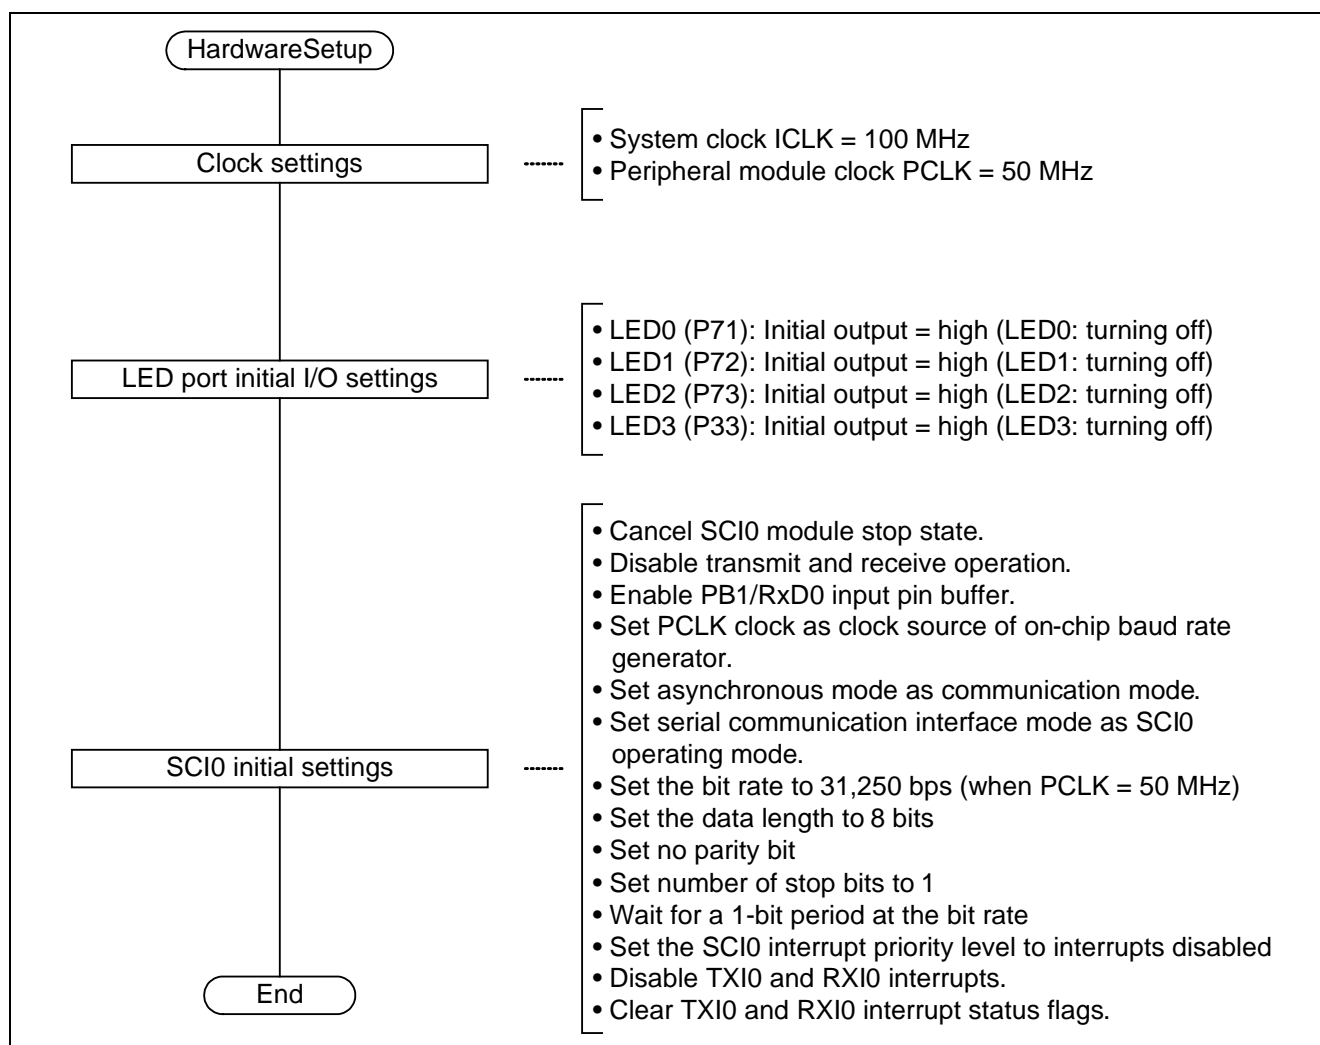 HardwareSetup
Clock settings
• System clock ICLK = 100 MHz
• Peripheral module clock PCLK = 50 MHz
LED port initial I/O settings
• LED0 (P71): Initial output = high (LED0: turning off)
• LED1 (P72): Initial output = high (LED1: turning off)
• LED2 (P73): Initial output = high (LED2: turning off)
• LED3 (P33): Initial output = high (LED3: turning off)
SCI0 initial settings
• Cancel SCI0 module stop state.
• Disable transmit and receive operation.
• Enable PB1/RxD0 input pin buffer.
• Set PCLK clock as clock source of on-chip baud rate
generator.
• Set asynchronous mode as communication mode.
• Set serial communication interface mode as SCI0
operating mode.
• Set the bit rate to 31,250 bps (when PCLK = 50 MHz)
• Set the data length to 8 bits
• Set no parity bit
• Set number of stop bits to 1
• Wait for a 1-bit period at the bit rate
• Set the SCI0 interrupt priority level to interrupts disabled
• Disable TXI0 and RXI0 interrupts.
• Clear TXI0 and RXI0 interrupt status flags.
End